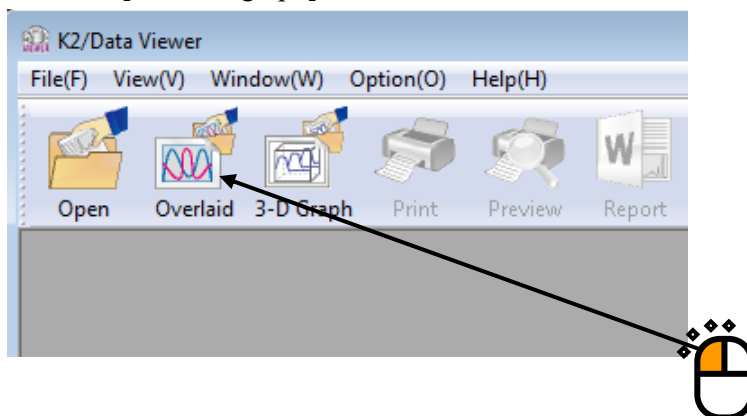 K2/Data Viewer
File(F) View(V) Window(W) Option(O) Help(H)
W
Open Overlaid 3-D Graph Print Preview Report